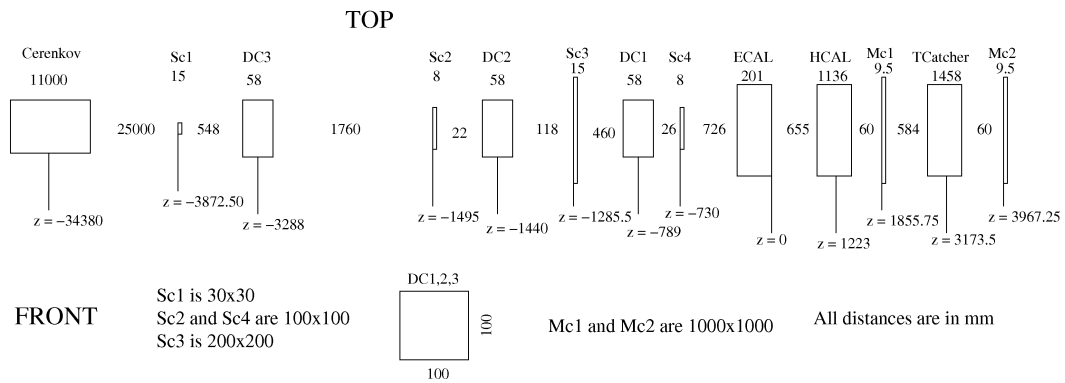 TOP
Cerenkov Sc1 DC3 Sc2 DC2 Sc3 DC1 Sc4 ECAL HCAL Mc1 TCatcher Mc2
11000 15 58 8 58 15 58 8 201 1136 9.5 1458 9.5
25000 548 1760 22 118 460 26 726 655 60 584 60
z = −34380 z = −3872.50 z = −3288 z = −1495 z = −1440 z = −1285.5 z = −789 z = −730 z = 0 z = 1223 z = 1855.75 z = 3173.5 z = 3967.25
DC1,2,3
100
100
FRONT
Sc1 is 30x30
Sc2 and Sc4 are 100x100
Sc3 is 200x200
Mc1 and Mc2 are 1000x1000
All distances are in mm